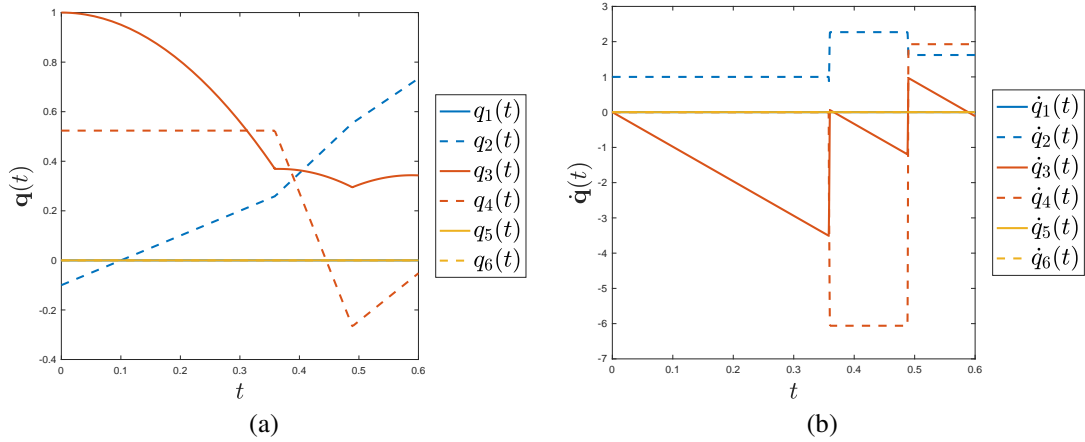 1
0.8
0.6
0.4
0.2
0
-0.2
-0.4
0 0.1 0.2 0.3 0.4 0.5 0.6
q(t)
t
q₁(t)
q₂(t)
q₃(t)
q₄(t)
q₅(t)
q₆(t)
(a)
3
2
1
0
-1
-2
-3
-4
-5
-6
-7
0 0.1 0.2 0.3 0.4 0.5 0.6
q̇(t)
t
q̇₁(t)
q̇₂(t)
q̇₃(t)
q̇₄(t)
q̇₅(t)
q̇₆(t)
(b)